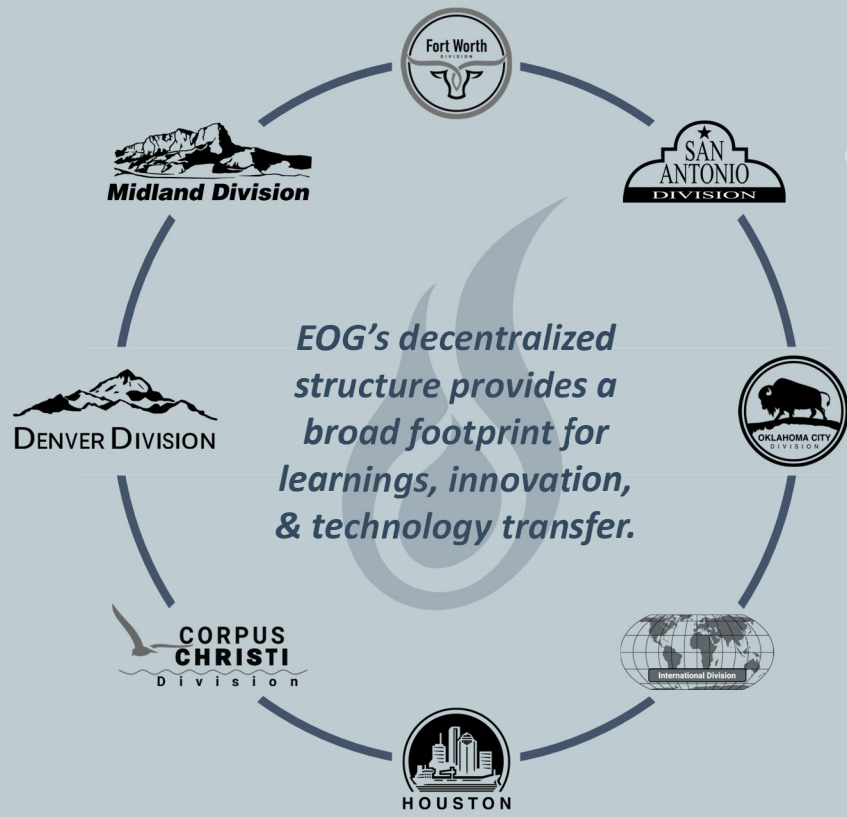 Fort Worth
DIVISION
Midland Division
SAN
ANTONIO
DIVISION
EOG's decentralized
structure provides a
broad footprint for
learnings, innovation,
& technology transfer.
DENVER DIVISION
OKLAHOMA CITY
DIVISION
CORPUS
CHRISTI
Division
International Division
HOUSTON